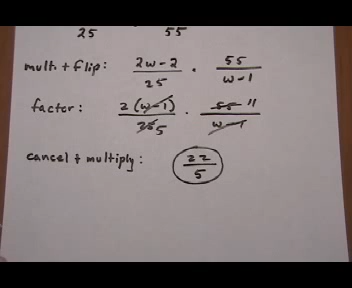 25 55
mult. + flip: 2w-2/25 · 55/w-1
factor: 2(w-1)/25 5 · 55 11/w-1
cancel + multiply: 22/5